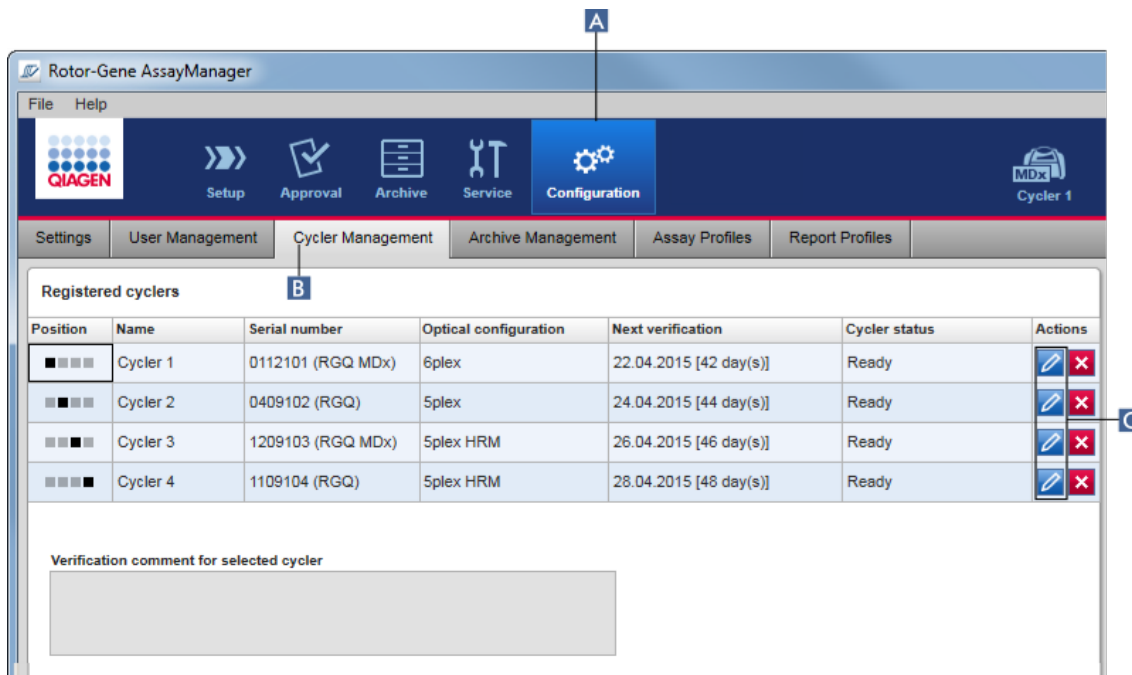 A
Rotor-Gene AssayManager
File Help
QIAGEN
Setup Approval Archive Service Configuration
MDx
Cycler 1
Settings User Management Cycler Management Archive Management Assay Profiles Report Profiles
B
Registered cyclers
Position Name Serial number Optical configuration Next verification Cycler status Actions
Cycler 1 0112101 (RGQ MDx) 6plex 22.04.2015 [42 day(s)] Ready
Cycler 2 0409102 (RGQ) 5plex 24.04.2015 [44 day(s)] Ready
C
Cycler 3 1209103 (RGQ MDx) 5plex HRM 26.04.2015 [46 day(s)] Ready
Cycler 4 1109104 (RGQ) 5plex HRM 28.04.2015 [48 day(s)] Ready
Verification comment for selected cycler